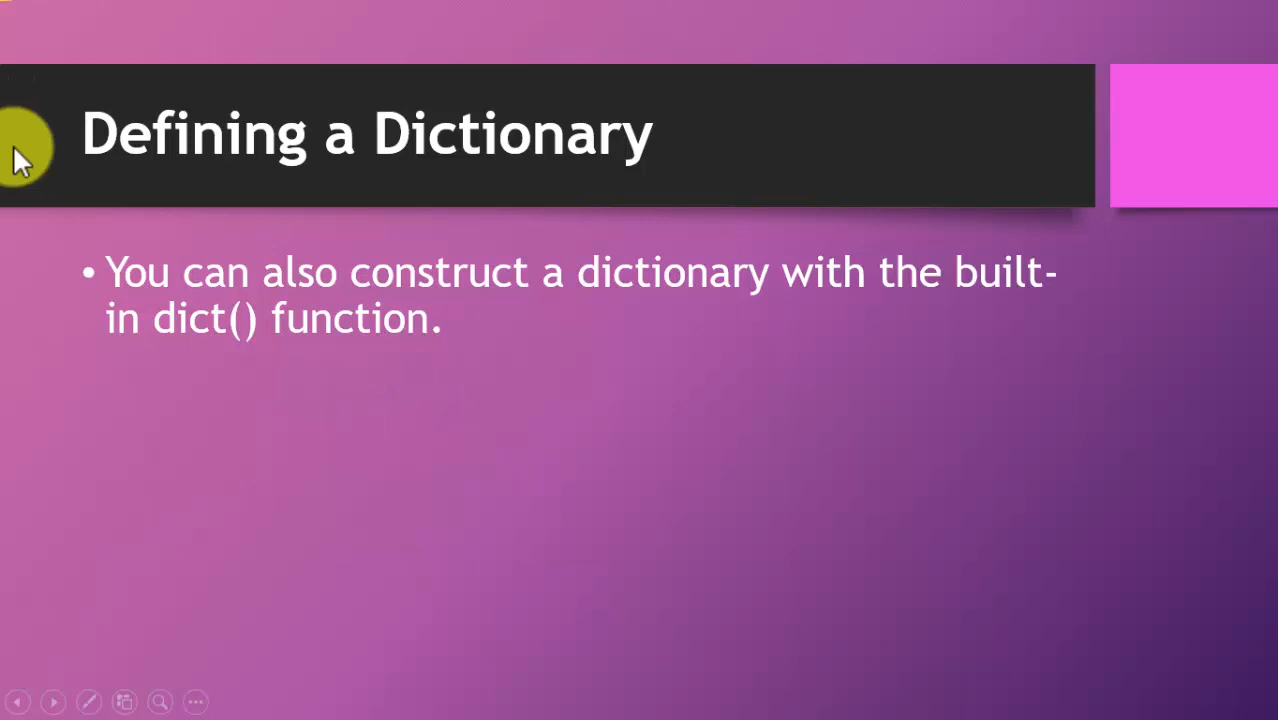 Defining a Dictionary
• You can also construct a dictionary with the built-
in dict() function.